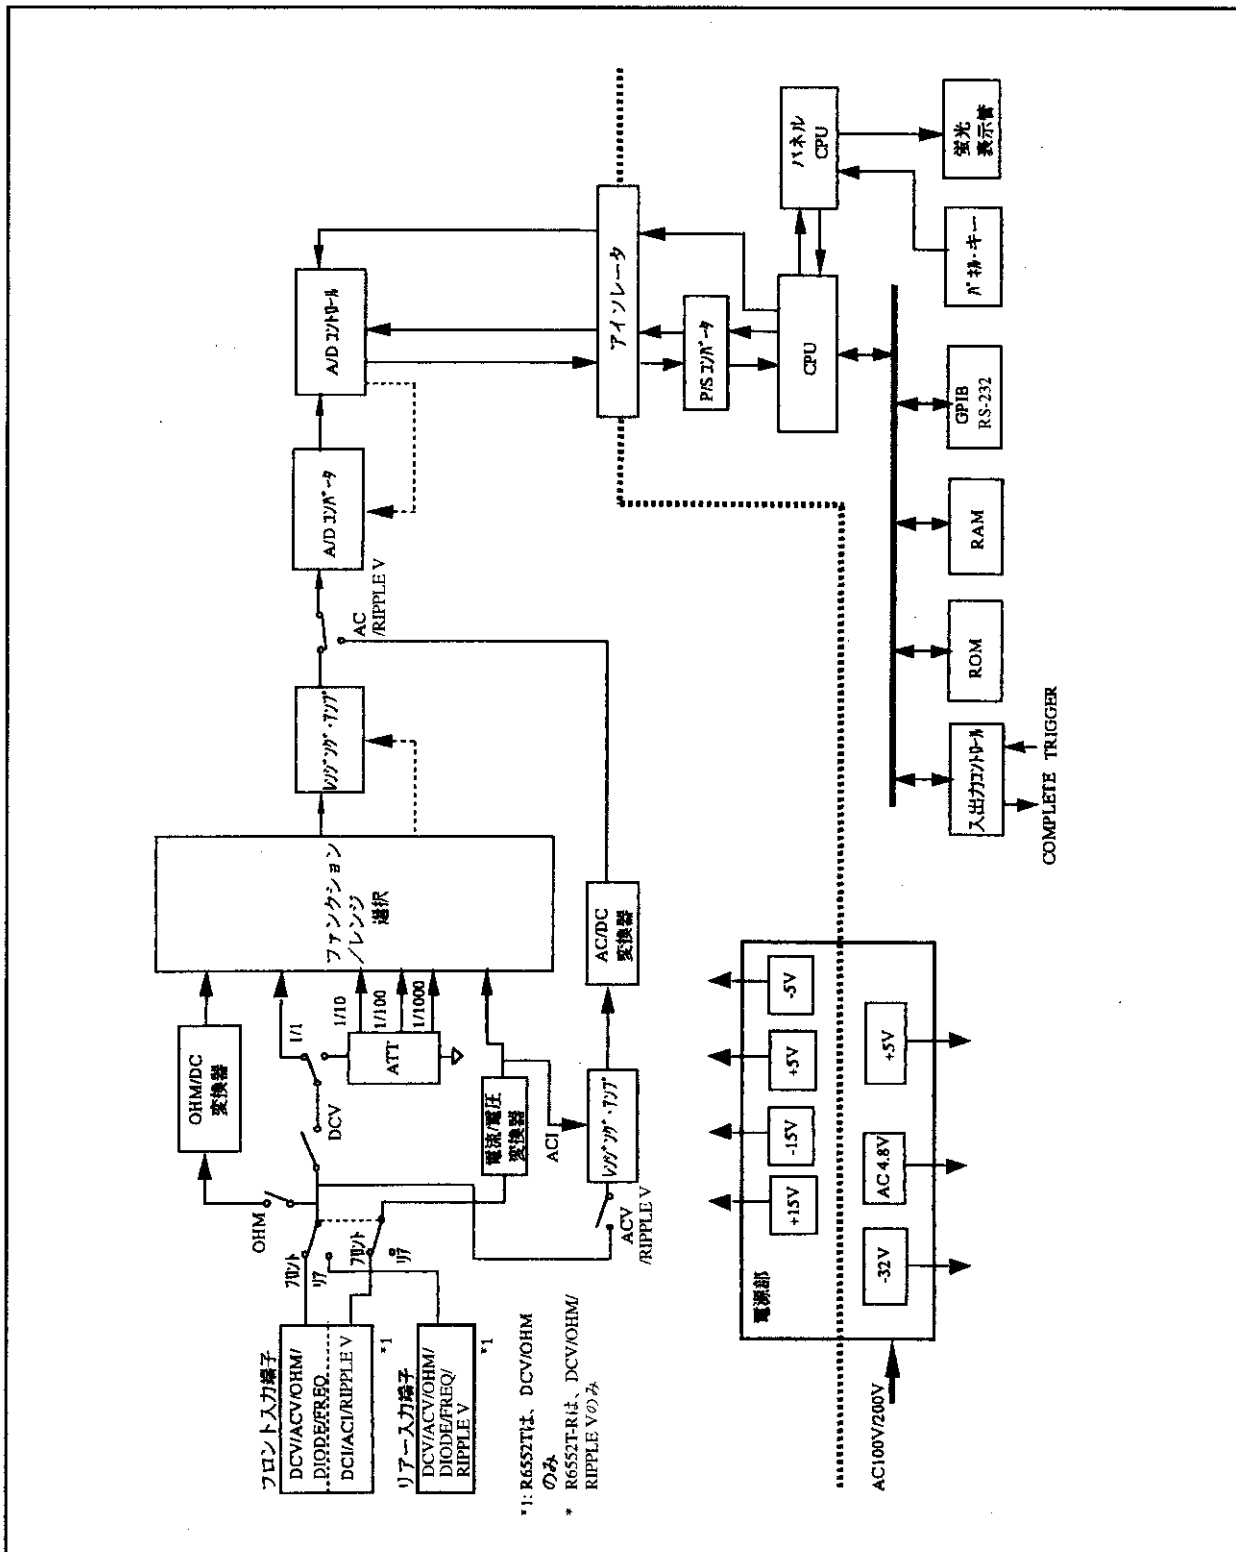 フロント入力端子
DCV/ACV/OHM/
DIODE/FREQ
DCI/ACI/RIPPLE V
*1
リアー入力端子
DCV/ACV/OHM/
DIODE/FREQ/
RIPPLE V
*1
*1: R6552Tは、DCV/OHM
のみ
* R6552T-Rは、DCV/OHM/
RIPPLE Vのみ
フロント
リア
フロント
リア
OHM
OHM/DC
変換器
DCV
1/1
ATT
1/10
1/100
1/1000
電流/電圧
変換器
ACI
ACV
/RIPPLE V
レンジング・アンプ
AC/DC
変換器
ファンクション
/レンジ
選択
レンジング・アンプ
AC
/RIPPLE V
A/Dコンバータ
A/Dコントロール
アイソレータ
P/Sコンバータ
CPU
パネル
CPU
蛍光
表示管
パネル・キー
GPIB
RS-232
RAM
ROM
入出力コントロール
COMPLETE TRIGGER
電源部
+15V
-15V
+5V
-5V
-32V
AC 4.8V
+5V
AC100V/200V